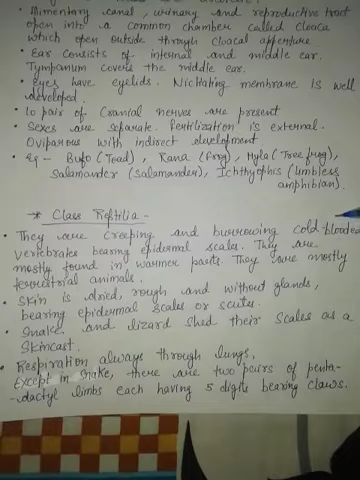 • Alimentary canal, urinary and reproductive tract
open into a common chamber called cloaca
which open outside through cloacal apperture
• Ear consists of internal and middle ear.
Tympanum covers the middle ear.
• eyes have eyelids. Nicitating membrane is well
developed.
• 10 pair of Cranial nerves are present
• Sexes are separate. Fertilization is external.
Oviparous with indirect development
• eg - Bufo (Toad), Rana (frog), Hyla (Tree frog),
Salamander (Salamander), Ichthyophis (limbless
amphibian).
* Class Reptilia -
• They are creeping and burrowing cold blooded
vertebrates bearing epidermal scales. They are
mostly found in warmer parts. They are mostly
terrestrial animals.
• Skin is dried, rough and without glands,
bearing epidermal scales or scutes.
• Snake and lizard shed their scales as a
Skincast.
• Respiration always through lungs.
• Except in Snake, there are two pairs of penta-
-dactyl limbs each having 5 digits bearing claws.